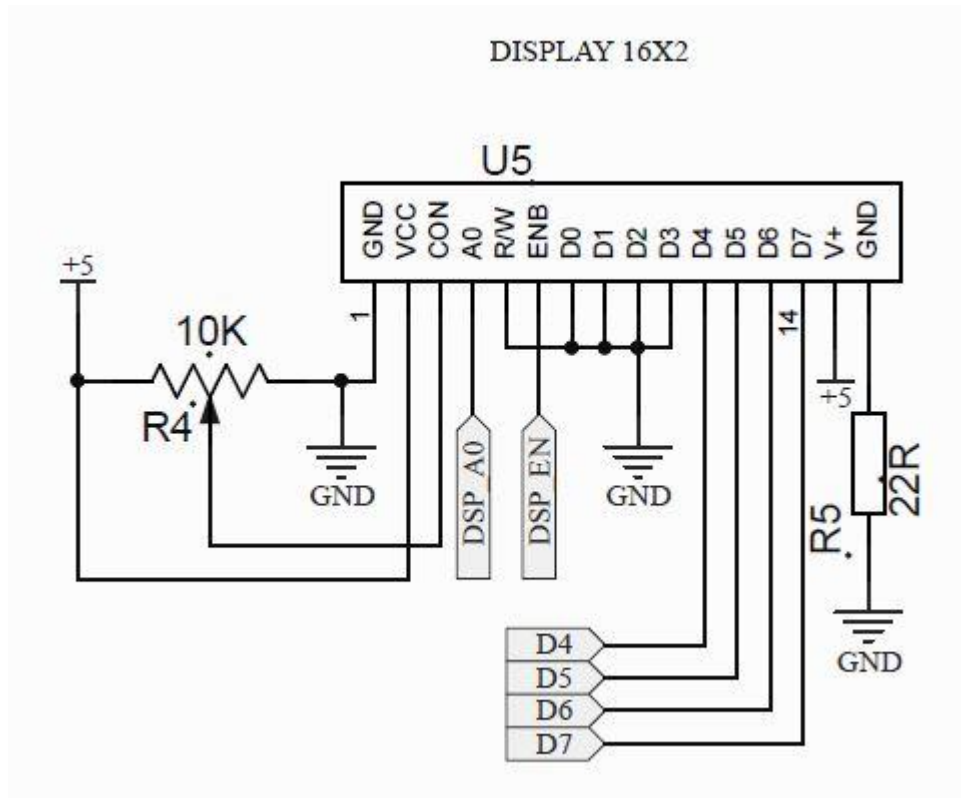 DISPLAY 16X2
U5
GND VCC CON A0 R/W ENB D0 D1 D2 D3 D4 D5 D6 D7 V+ GND
+5
1
14
10K
R4
+5
GND
DSP_A0
DSP_EN
GND
22R
R5
GND
D4
D5
D6
D7